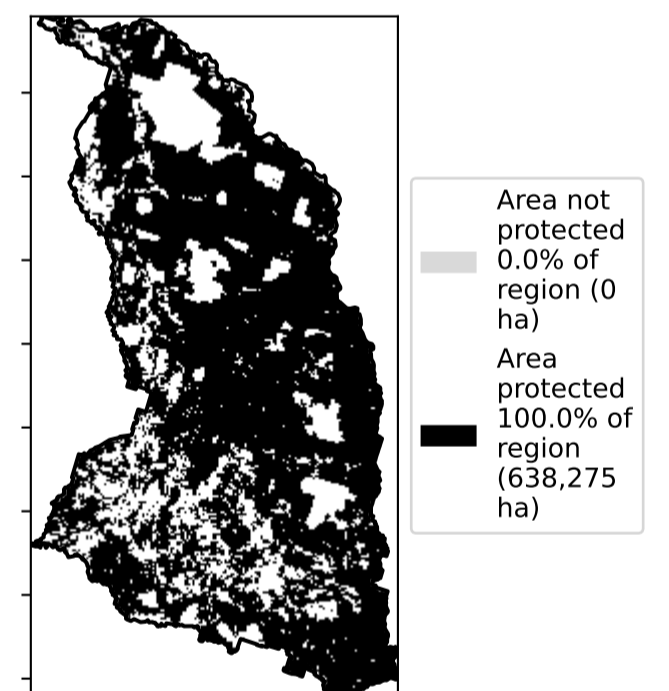 Area not
protected
0.0% of
region (0
ha)
Area
protected
100.0% of
region
(638,275
ha)